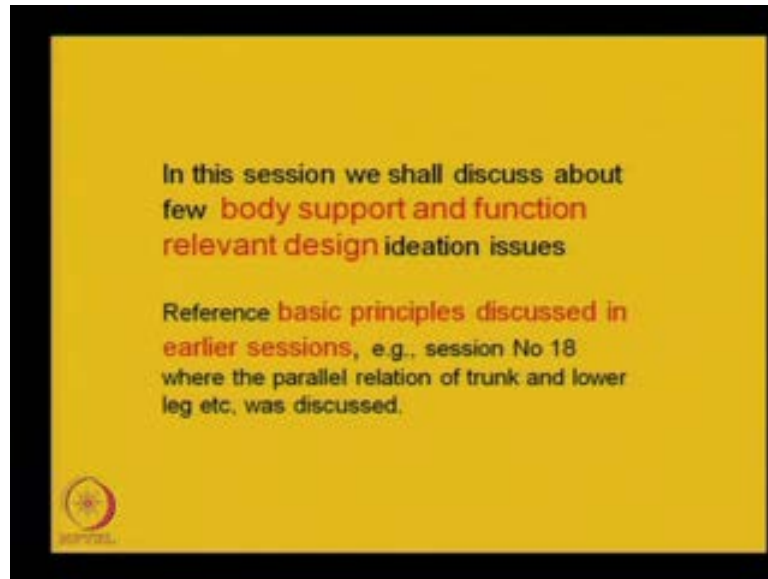 In this session we shall discuss about
few body support and function
relevant design ideation issues
Reference basic principles discussed in
earlier sessions, e.g., session No 18
where the parallel relation of trunk and lower
leg etc, was discussed.
NPTEL